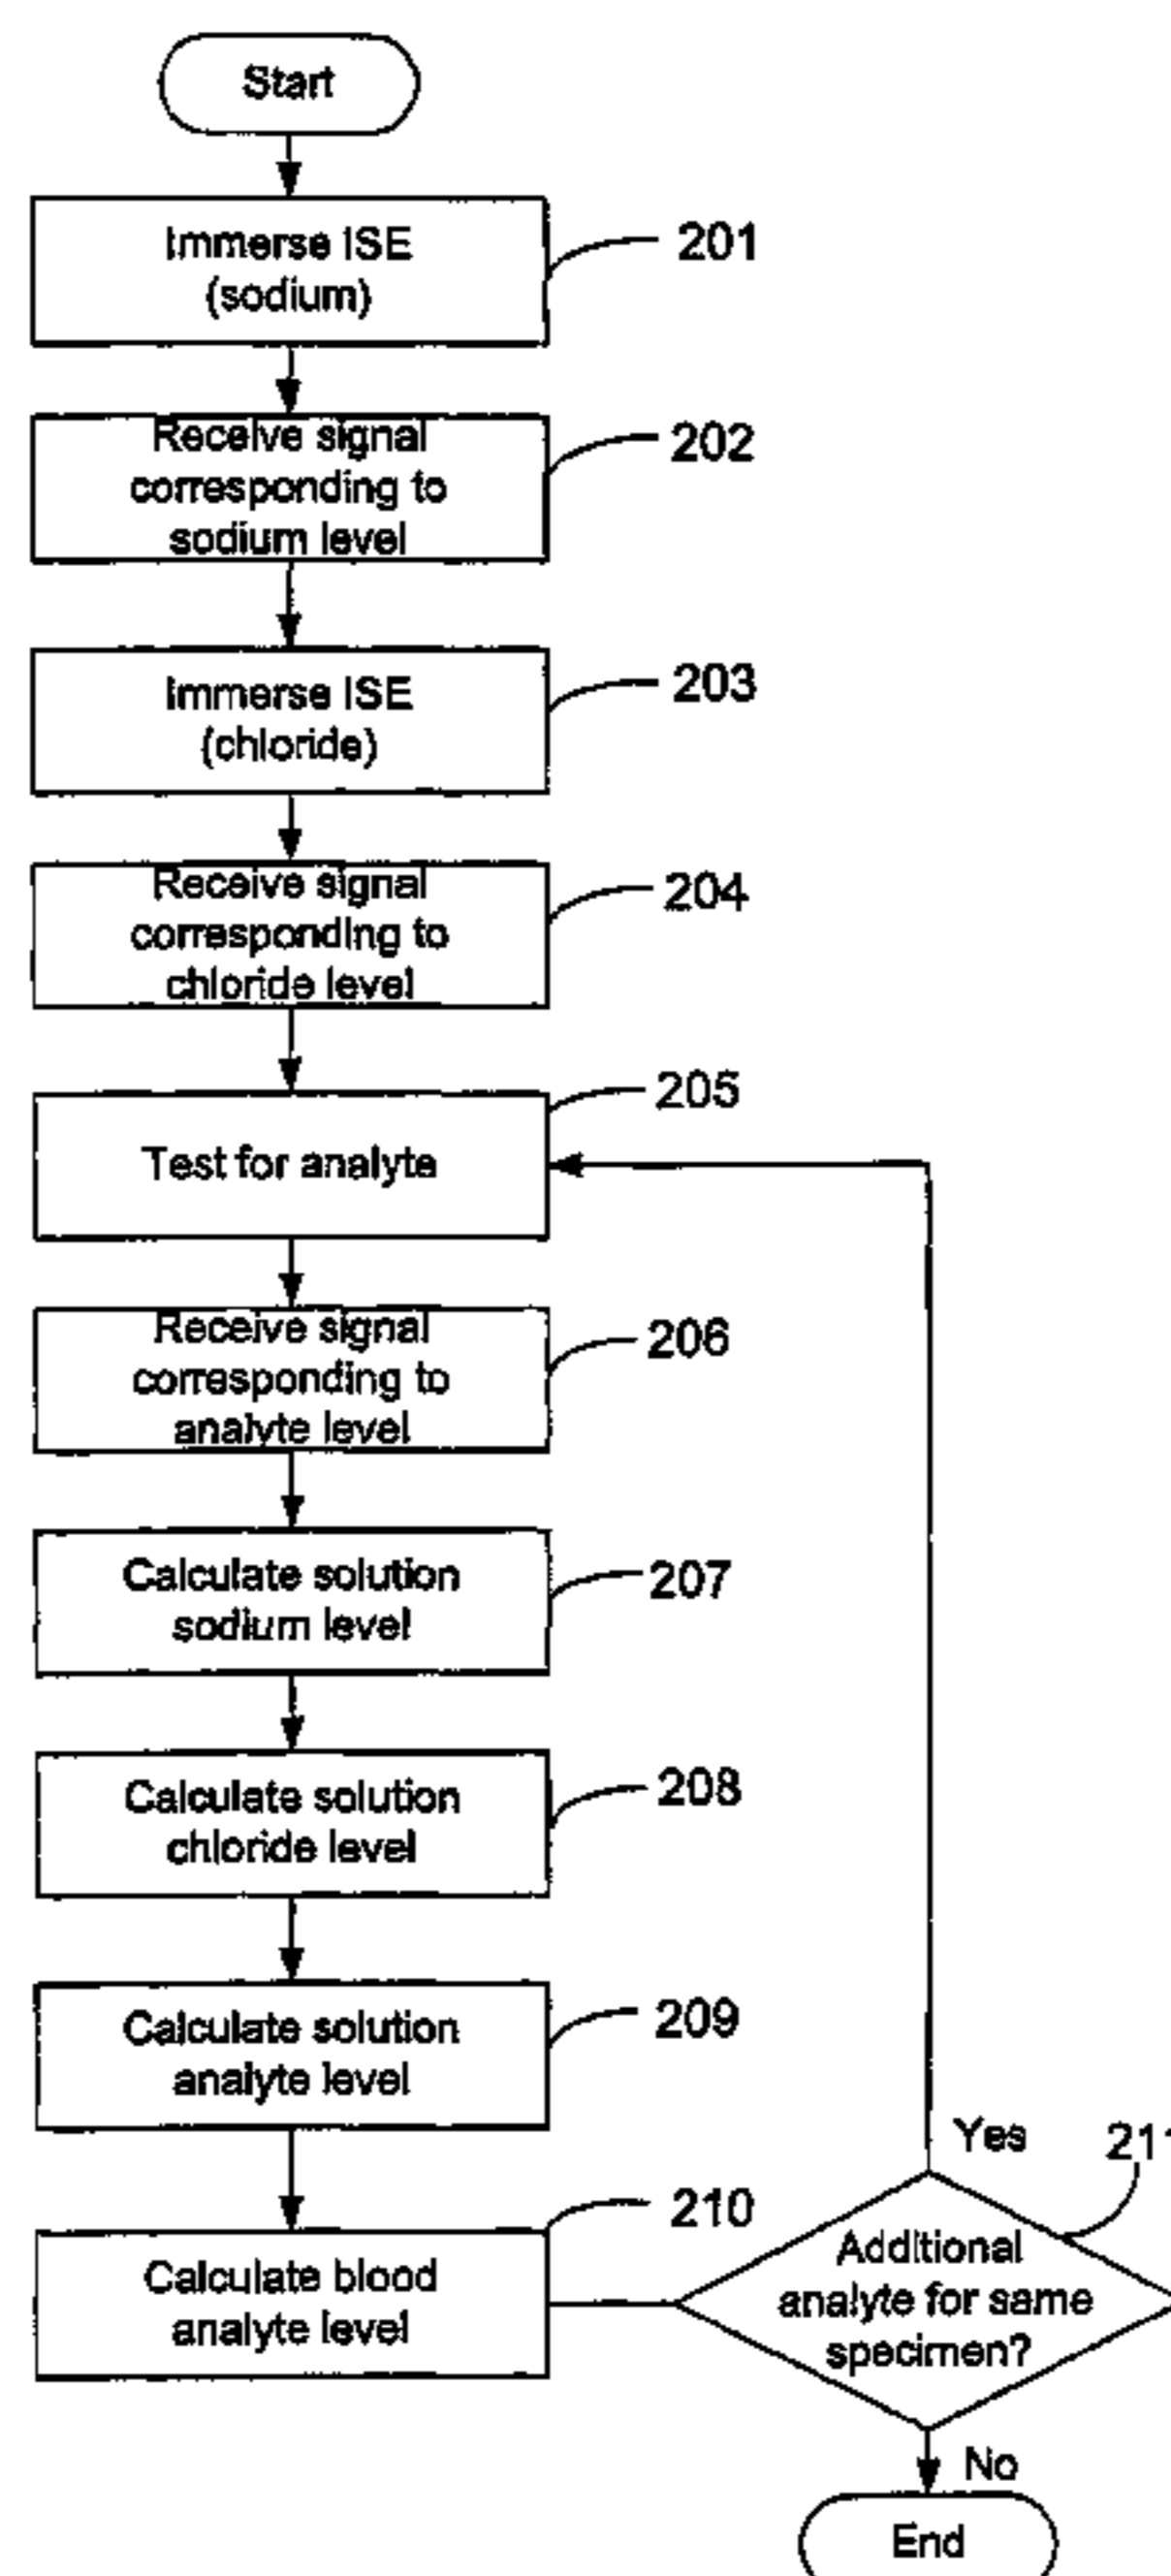 Start
Immerse ISE
(sodium)
201
Receive signal
corresponding to
sodium level
202
Immerse ISE
(chloride)
203
Receive signal
corresponding to
chloride level
204
Test for analyte
205
Receive signal
corresponding to
analyte level
206
Calculate solution
sodium level
207
Calculate solution
chloride level
208
Calculate solution
analyte level
209
Calculate blood
analyte level
210
Yes
211
Additional
analyte for same
specimen?
No
End